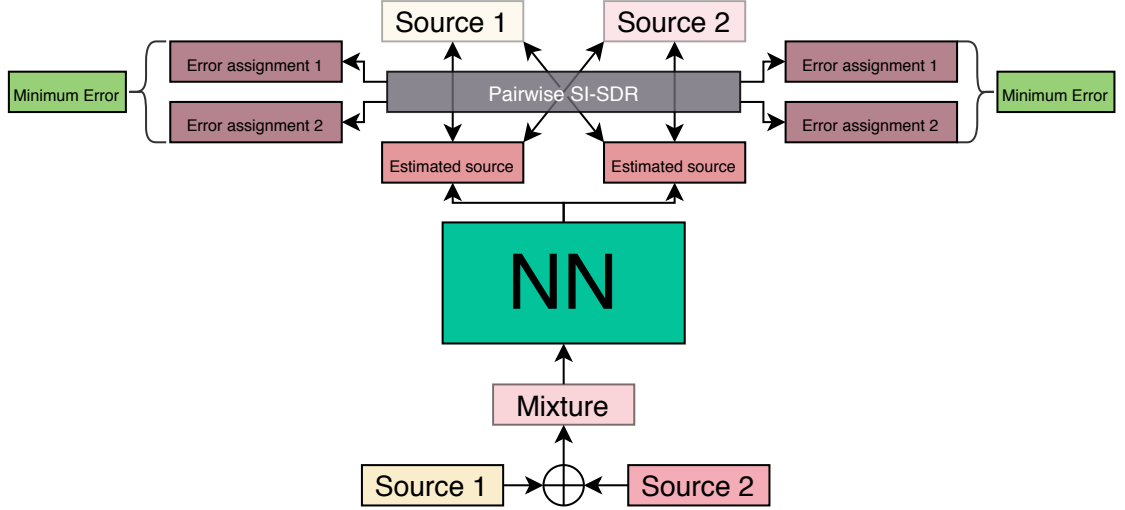 Source 1
Source 2
Error assignment 1
Error assignment 1
Minimum Error
Pairwise SI-SDR
Minimum Error
Error assignment 2
Error assignment 2
Estimated source
Estimated source
NN
Mixture
Source 1
Source 2